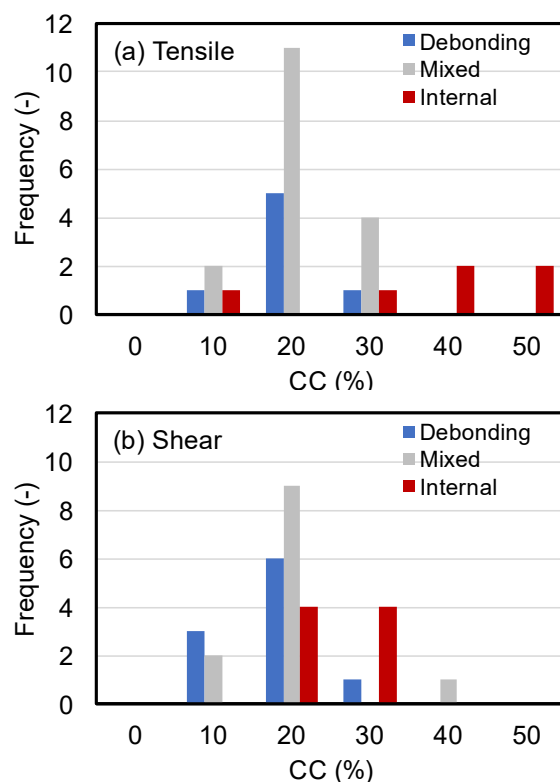 (a) Tensile
Debonding
Mixed
Internal
Frequency (-)
12
10
8
6
4
2
0
0 10 20 30 40 50
CC (%)
(b) Shear
Debonding
Mixed
Internal
Frequency (-)
12
10
8
6
4
2
0
0 10 20 30 40 50
CC (%)